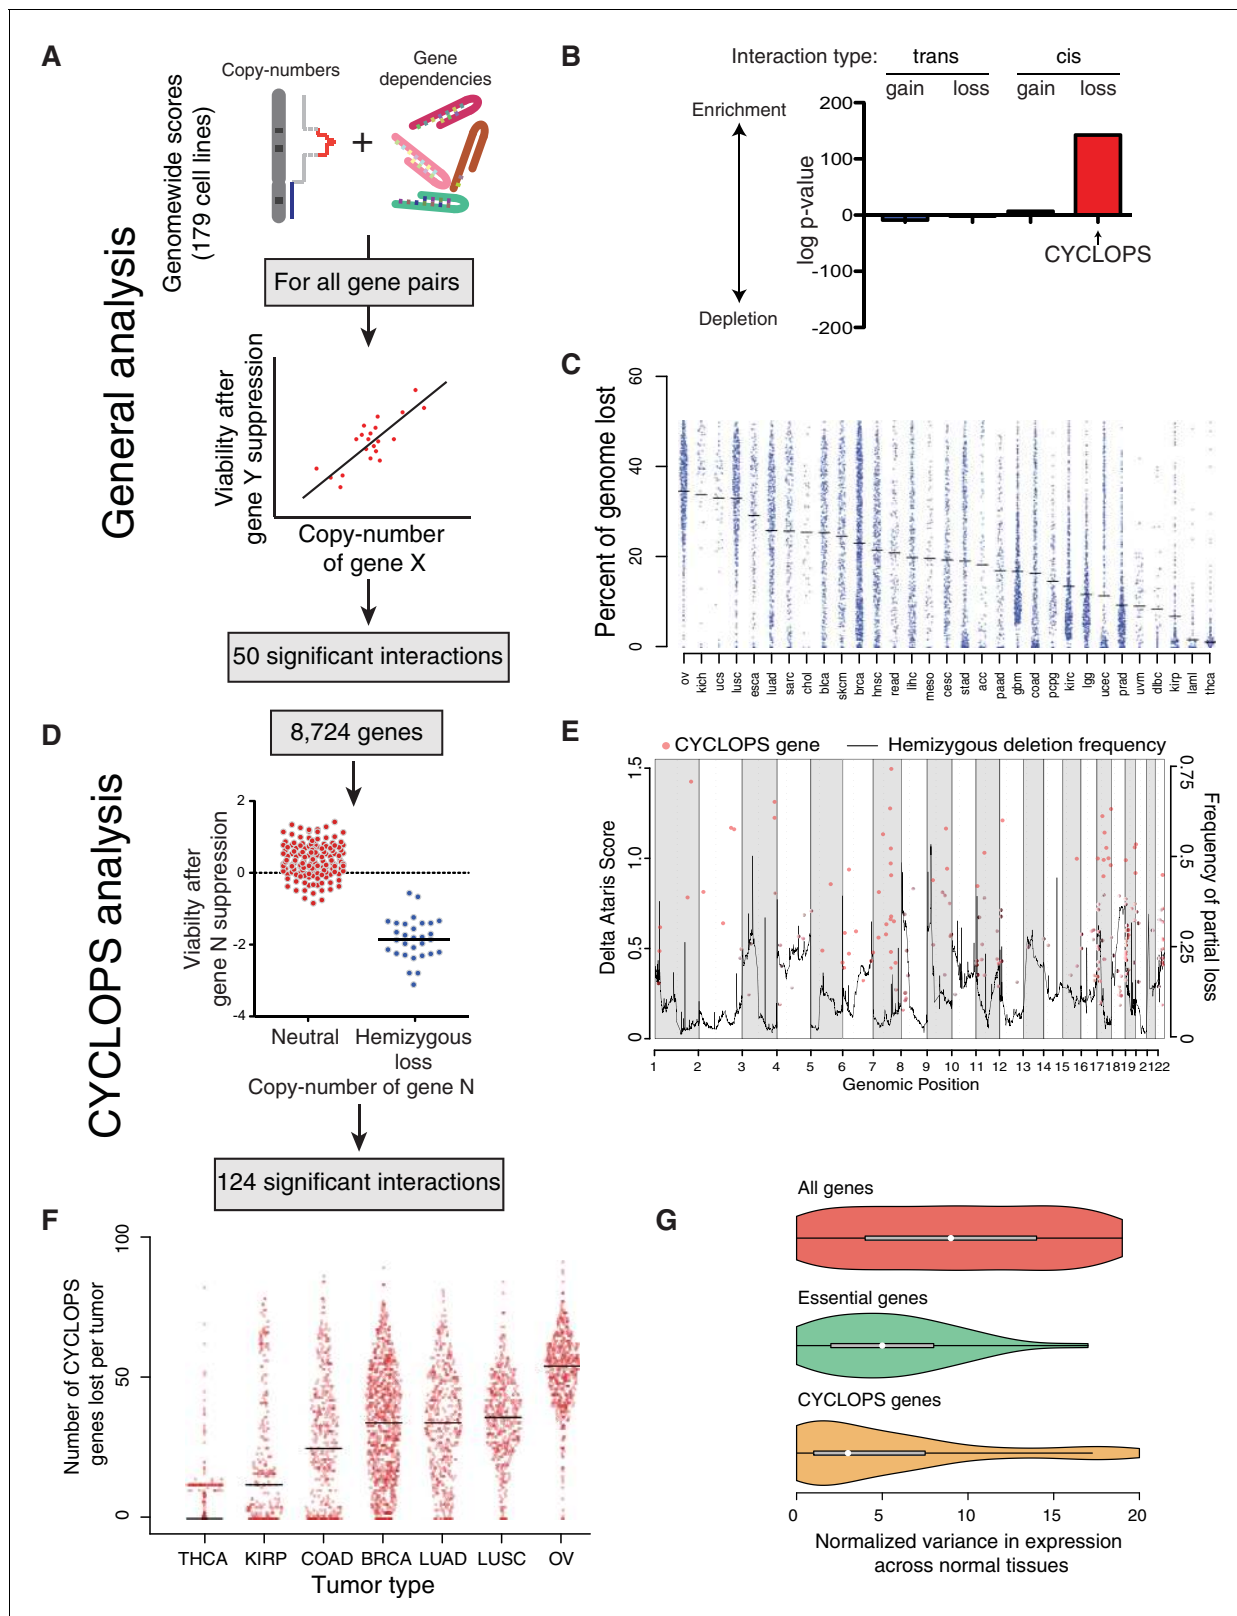 A
Copy-numbers
Gene
dependencies
Genomewide scores
(179 cell lines)
+
General analysis
For all gene pairs
Viability after
gene Y suppression
Copy-number
of gene X
50 significant interactions
B
Interaction type:
trans
cis
gain
loss
gain
loss
Enrichment
Depletion
log p-value
200
100
0
-100
-200
CYCLOPS
C
Percent of genome lost
60
40
20
0
ov
kich
ucs
lusc
esca
luad
sarc
chol
blca
skcm
brca
hnsc
read
lihc
meso
cesc
stad
acc
paad
gbm
coad
pcpg
kirc
lgg
ucec
prad
uvm
dlbc
kirp
laml
thca
D
CYCLOPS analysis
8,724 genes
Viabilty after
gene N suppression
2
0
-2
-4
Neutral
Hemizygous
loss
Copy-number of gene N
124 significant interactions
E
CYCLOPS gene
Hemizygous deletion frequency
Delta Ataris Score
1.5
1.0
0.5
0
0.75
0.5
0.25
0
Frequency of partial loss
1 2 3 4 5 6 7 8 9 10 11 12 13 14 15 16 17 18 19 21 22
Genomic Position
F
Number of CYCLOPS
genes lost per tumor
100
50
0
THCA KIRP COAD BRCA LUAD LUSC OV
Tumor type
G
All genes
Essential genes
CYCLOPS genes
0 5 10 15 20
Normalized variance in expression
across normal tissues